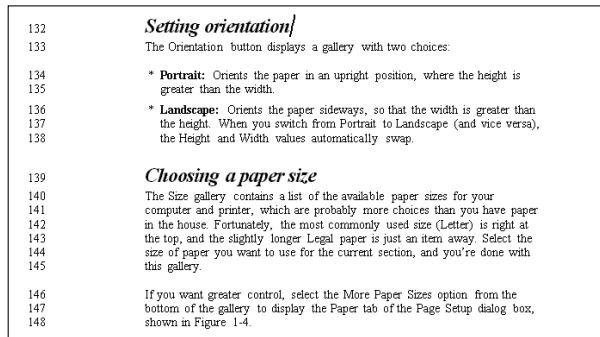 132 Setting orientation
133 The Orientation button displays a gallery with two choices:
134 * Portrait: Orients the paper in an upright position, where the height is
135 greater than the width.
136 * Landscape: Orients the paper sideways, so that the width is greater than
137 the height. When you switch from Portrait to Landscape (and vice versa),
138 the Height and Width values automatically swap.
139 Choosing a paper size
140 The Size gallery contains a list of the available paper sizes for your
141 computer and printer, which are probably more choices than you have paper
142 in the house. Fortunately, the most commonly used size (Letter) is right at
143 the top, and the slightly longer Legal paper is just an item away. Select the
144 size of paper you want to use for the current section, and you're done with
145 this gallery.
146 If you want greater control, select the More Paper Sizes option from the
147 bottom of the gallery to display the Paper tab of the Page Setup dialog box,
148 shown in Figure 1-4.